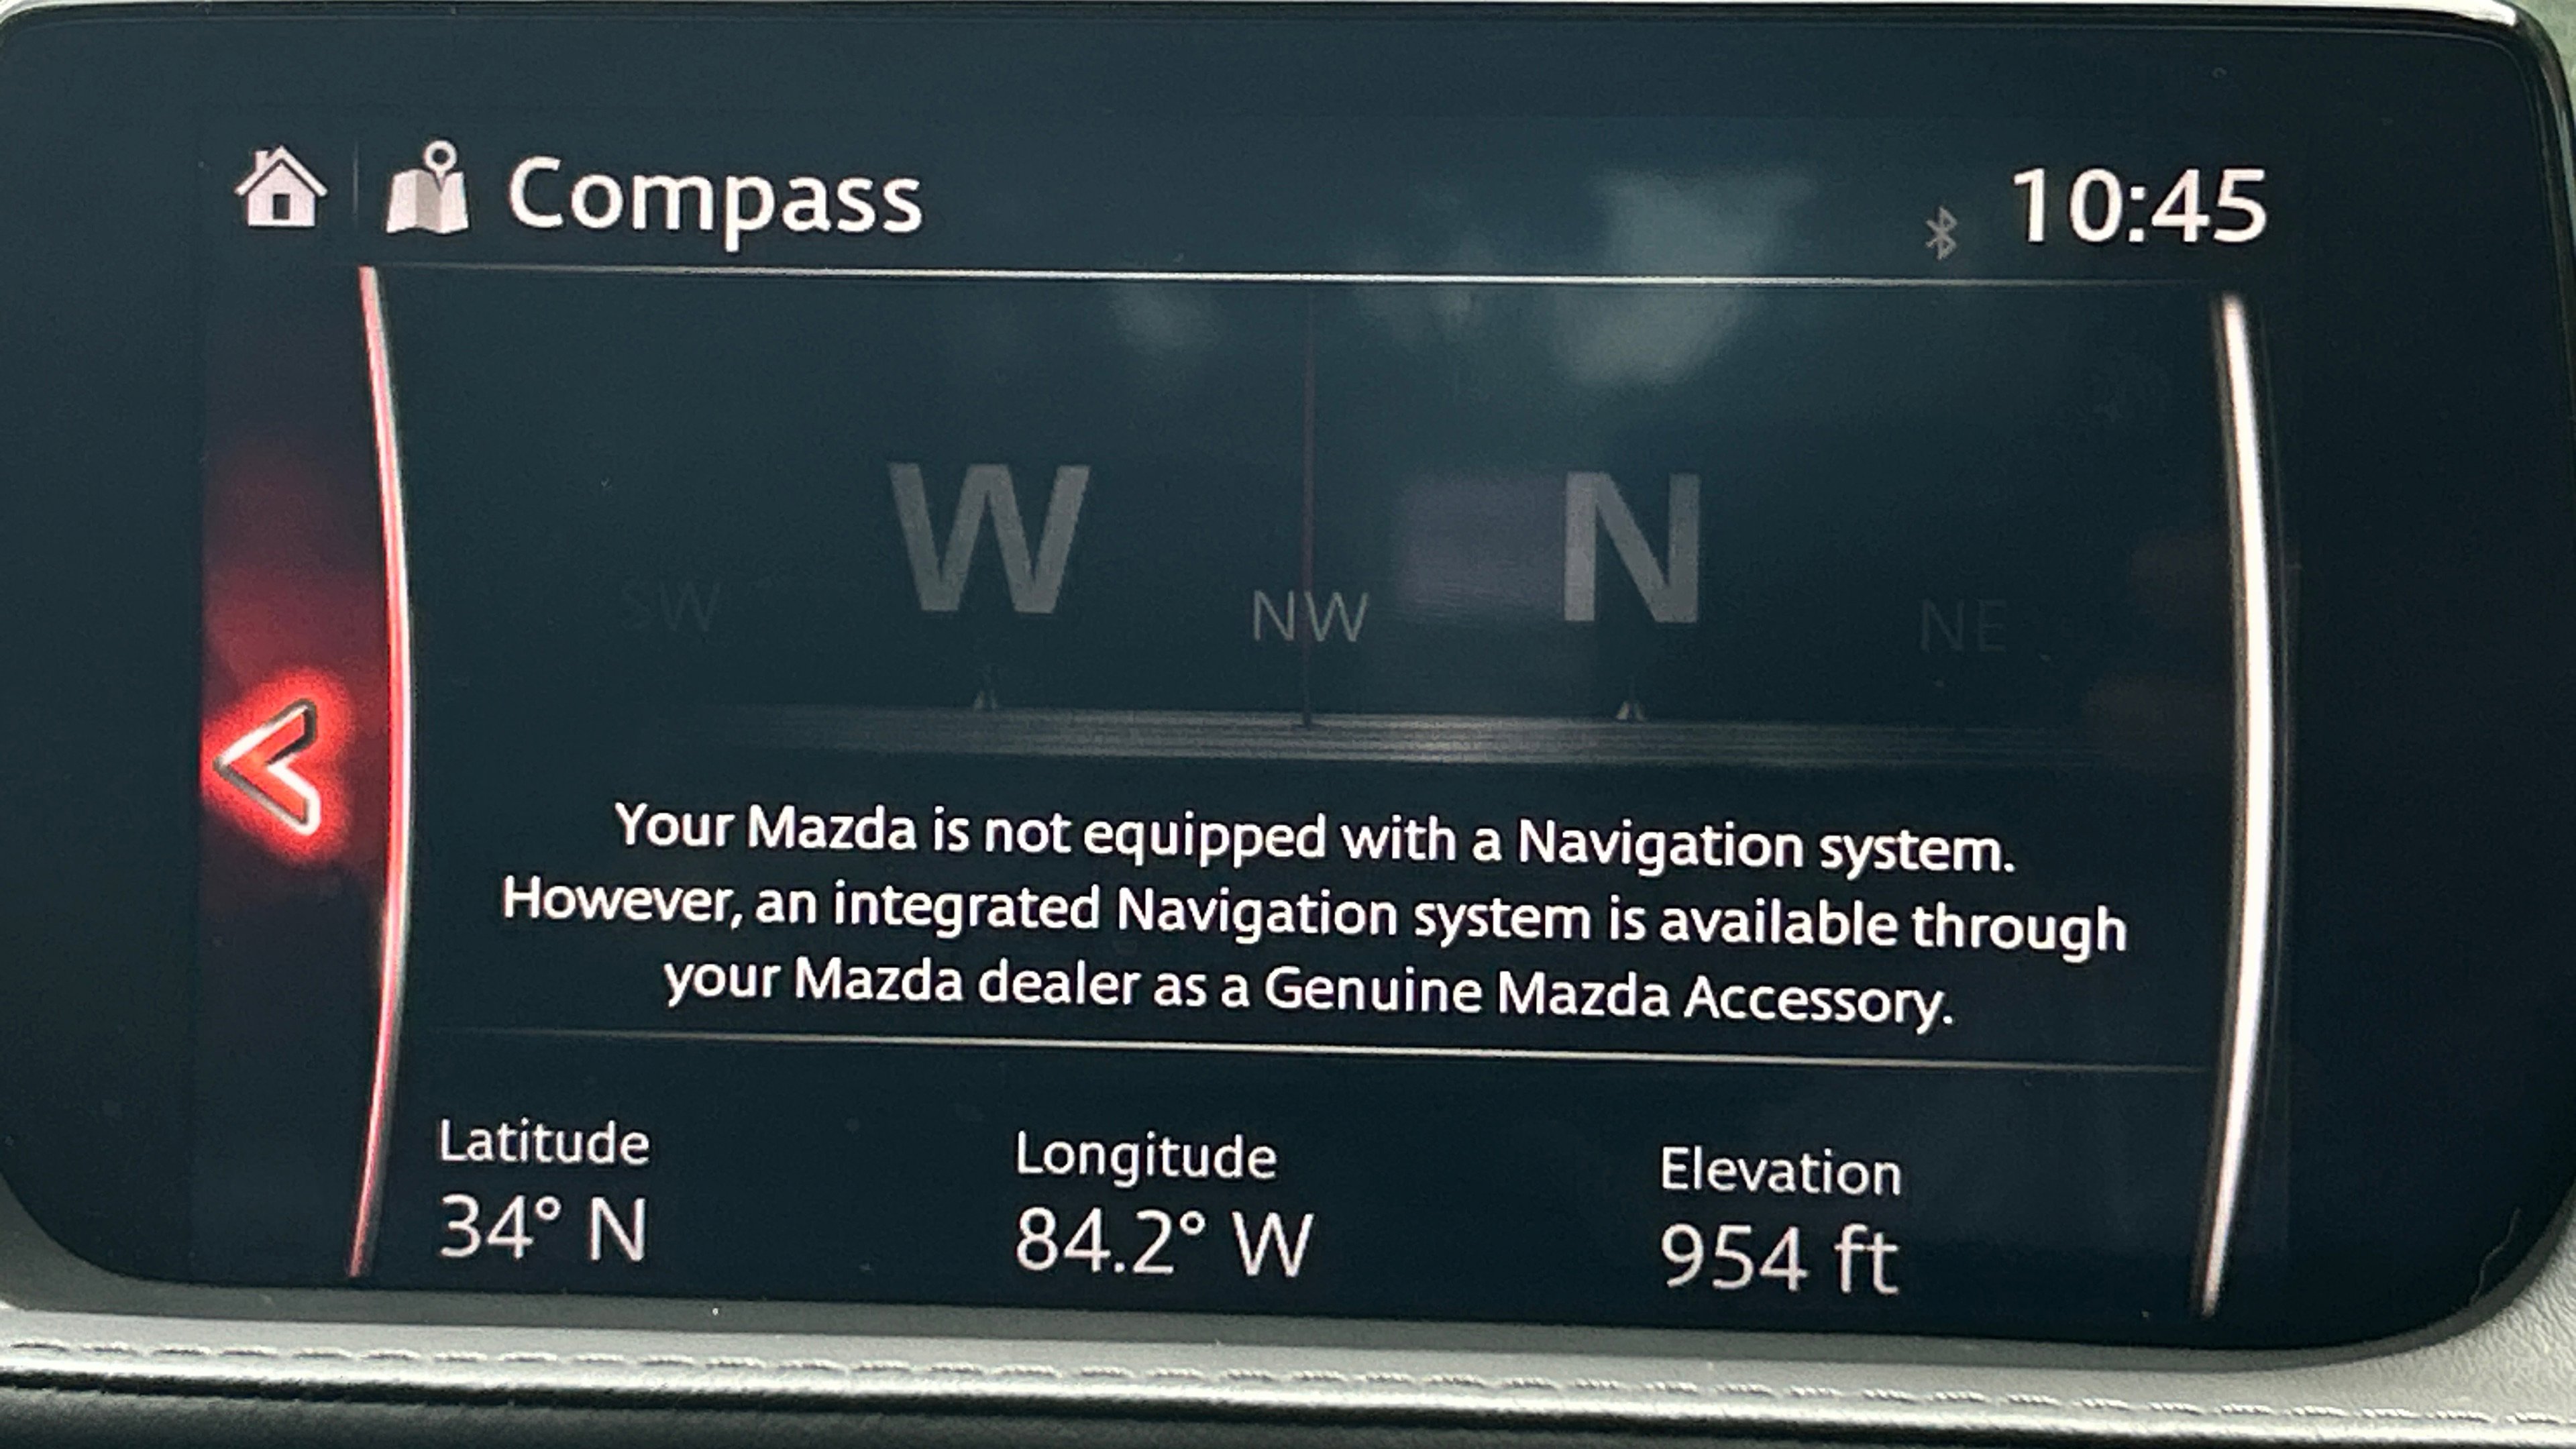 Compass
10:45
SW W NW N NE
Your Mazda is not equipped with a Navigation system.
However, an integrated Navigation system is available through
your Mazda dealer as a Genuine Mazda Accessory.
Latitude Longitude Elevation
34° N 84.2° W 954 ft